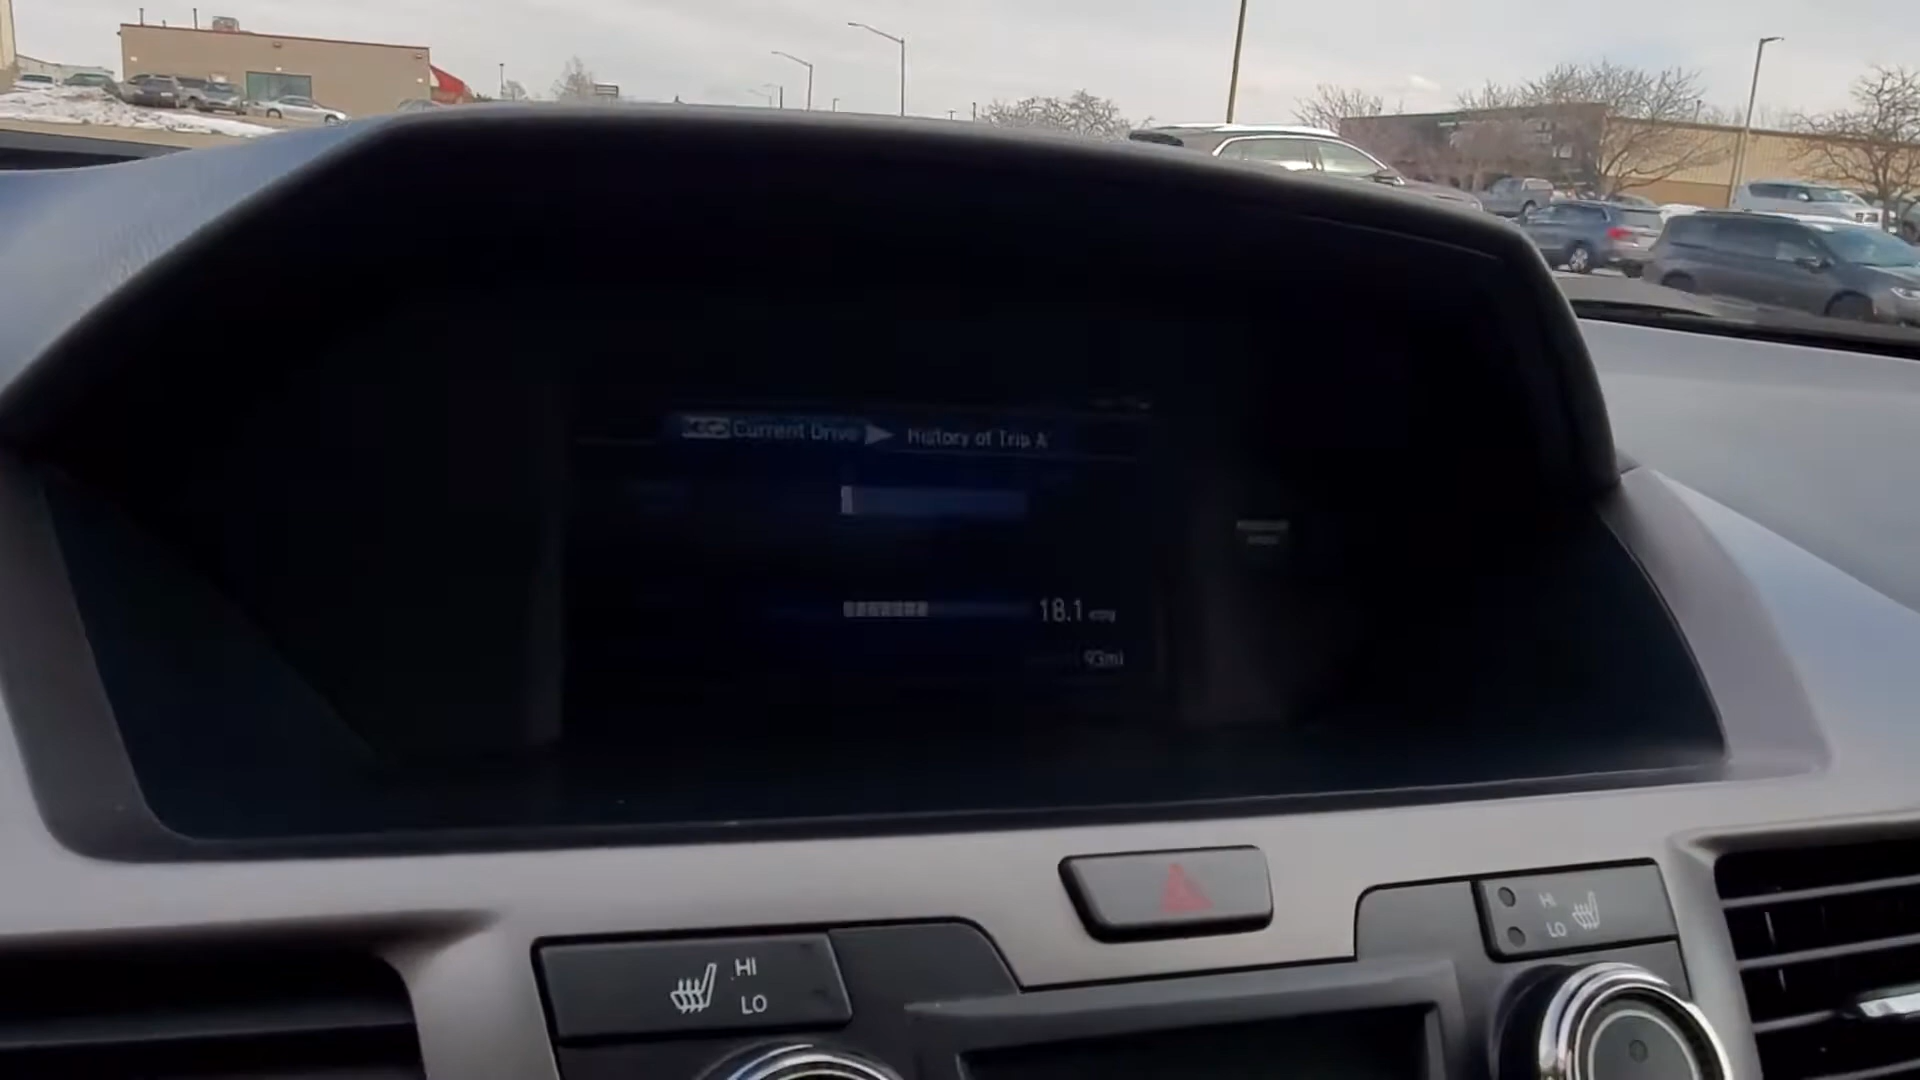 Current Drive
History of Trip A
18.1
93mi
HI
LO
HI
LO